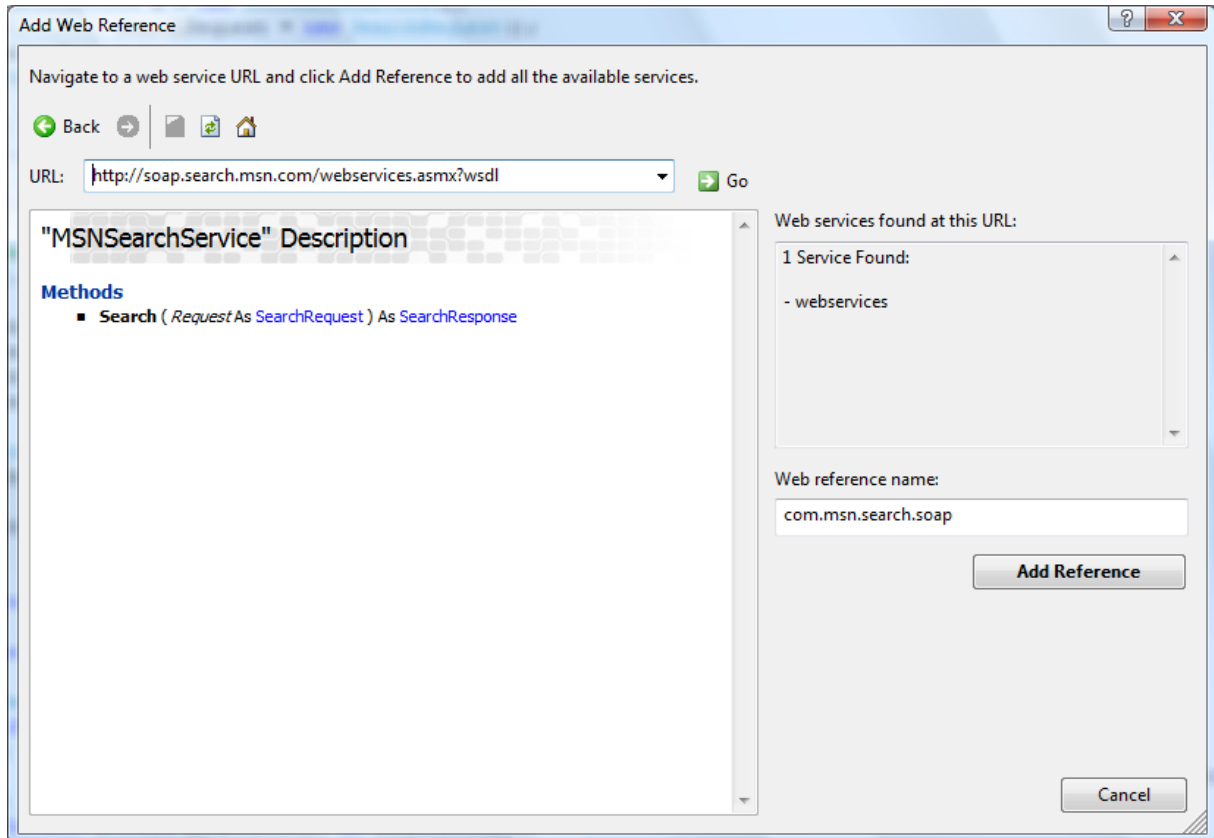 Add Web Reference
Navigate to a web service URL and click Add Reference to add all the available services.
Back
URL: http://soap.search.msn.com/webservices.asmx?wsdl Go
"MSNSearchService" Description
Methods
▪ Search ( Request As SearchRequest ) As SearchResponse
Web services found at this URL:
1 Service Found:
- webservices
Web reference name:
com.msn.search.soap
Add Reference
Cancel